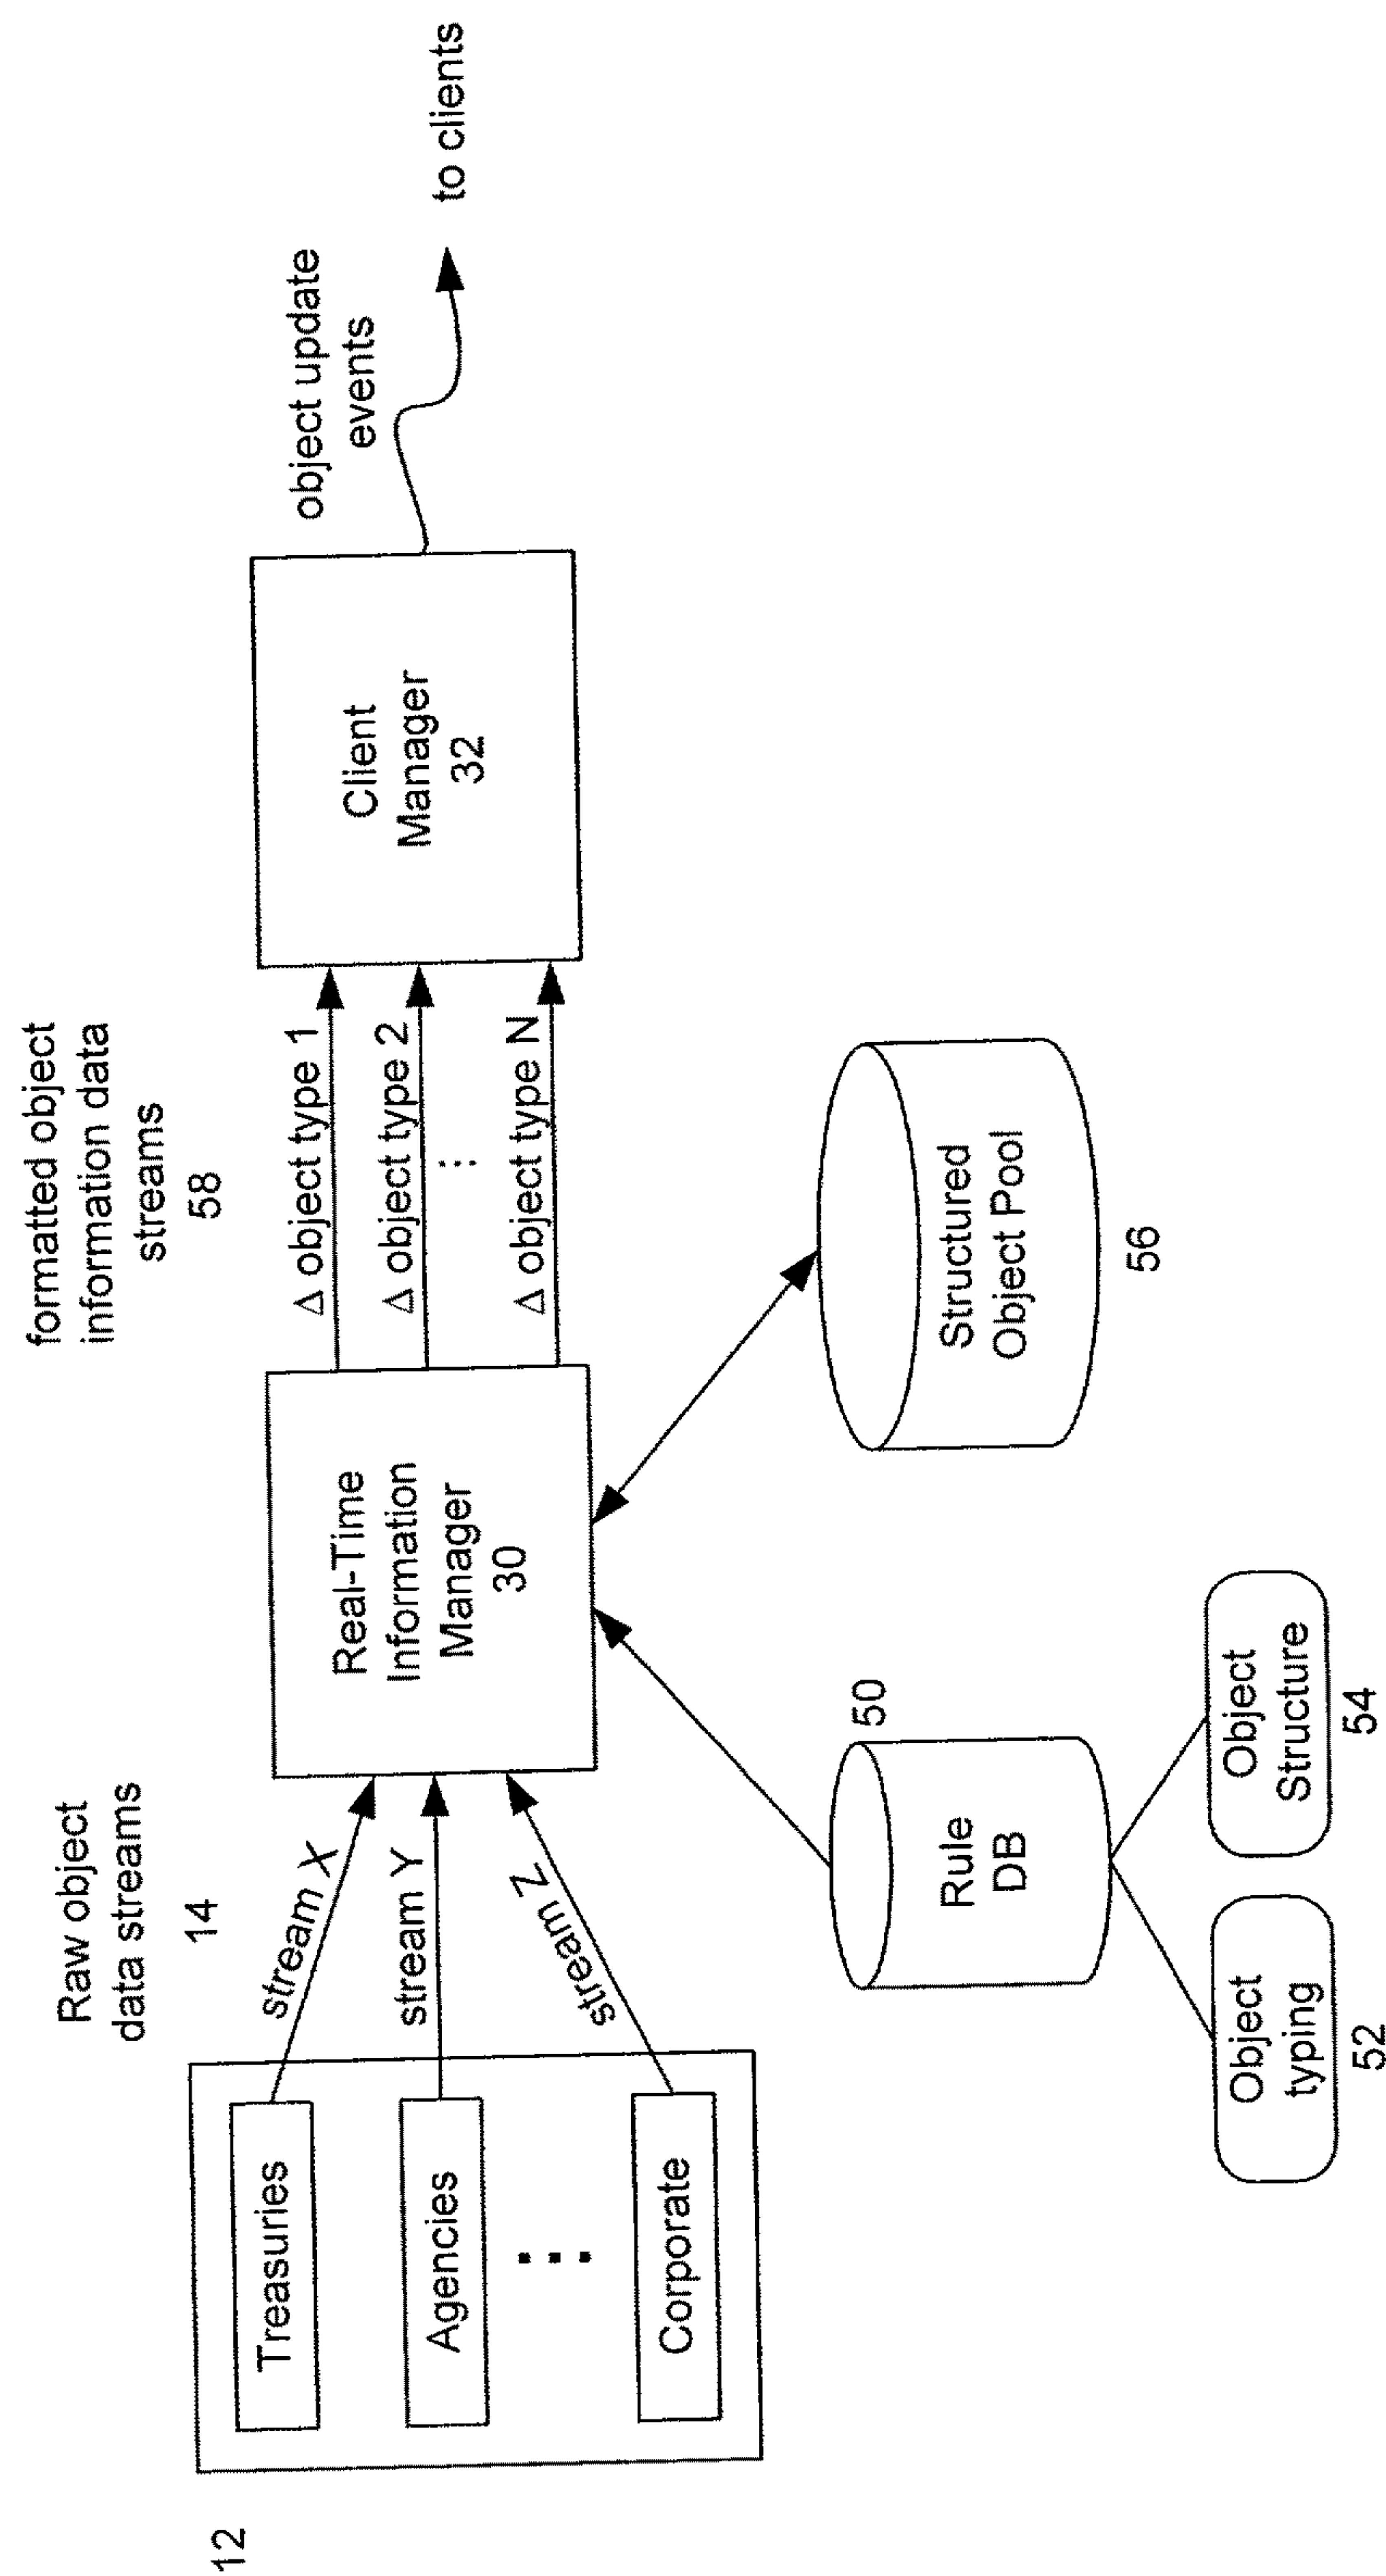 12
Treasuries
Agencies
⋮
Corporate
Raw object
data streams
14
stream X
stream Y
stream Z
Real-Time
Information
Manager
30
formatted object
information data
streams
58
Δ object type 1
Δ object type 2
⋮
Δ object type N
Client
Manager
32
object update
events
to clients
Rule
DB
50
Object
typing
52
Object
Structure
54
Structured
Object Pool
56